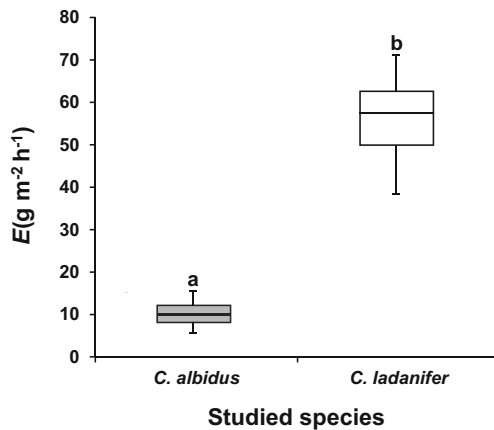 80
70
60
50
40
30
20
10
0
E(g m⁻² h⁻¹)
a
b
C. albidus C. ladanifer
Studied species